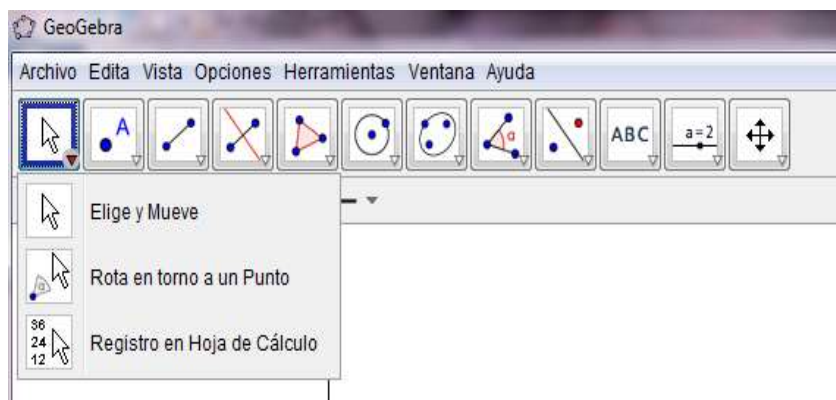 GeoGebra
Archivo Edita Vista Opciones Herramientas Ventana Ayuda
A α ABC a=2
Elige y Mueve
α Rota en torno a un Punto
36
24
12
Registro en Hoja de Cálculo